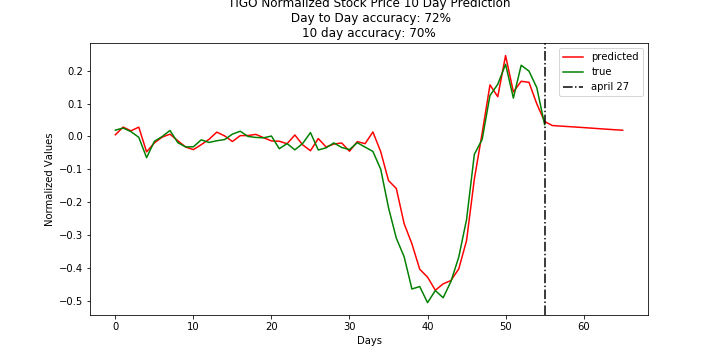 TIGO Normalized Stock Price 10 Day Prediction
Day to Day accuracy: 72%
10 day accuracy: 70%
predicted
true
april 27
Normalized Values
0.2
0.1
0.0
−0.1
−0.2
−0.3
−0.4
−0.5
0 10 20 30 40 50 60
Days